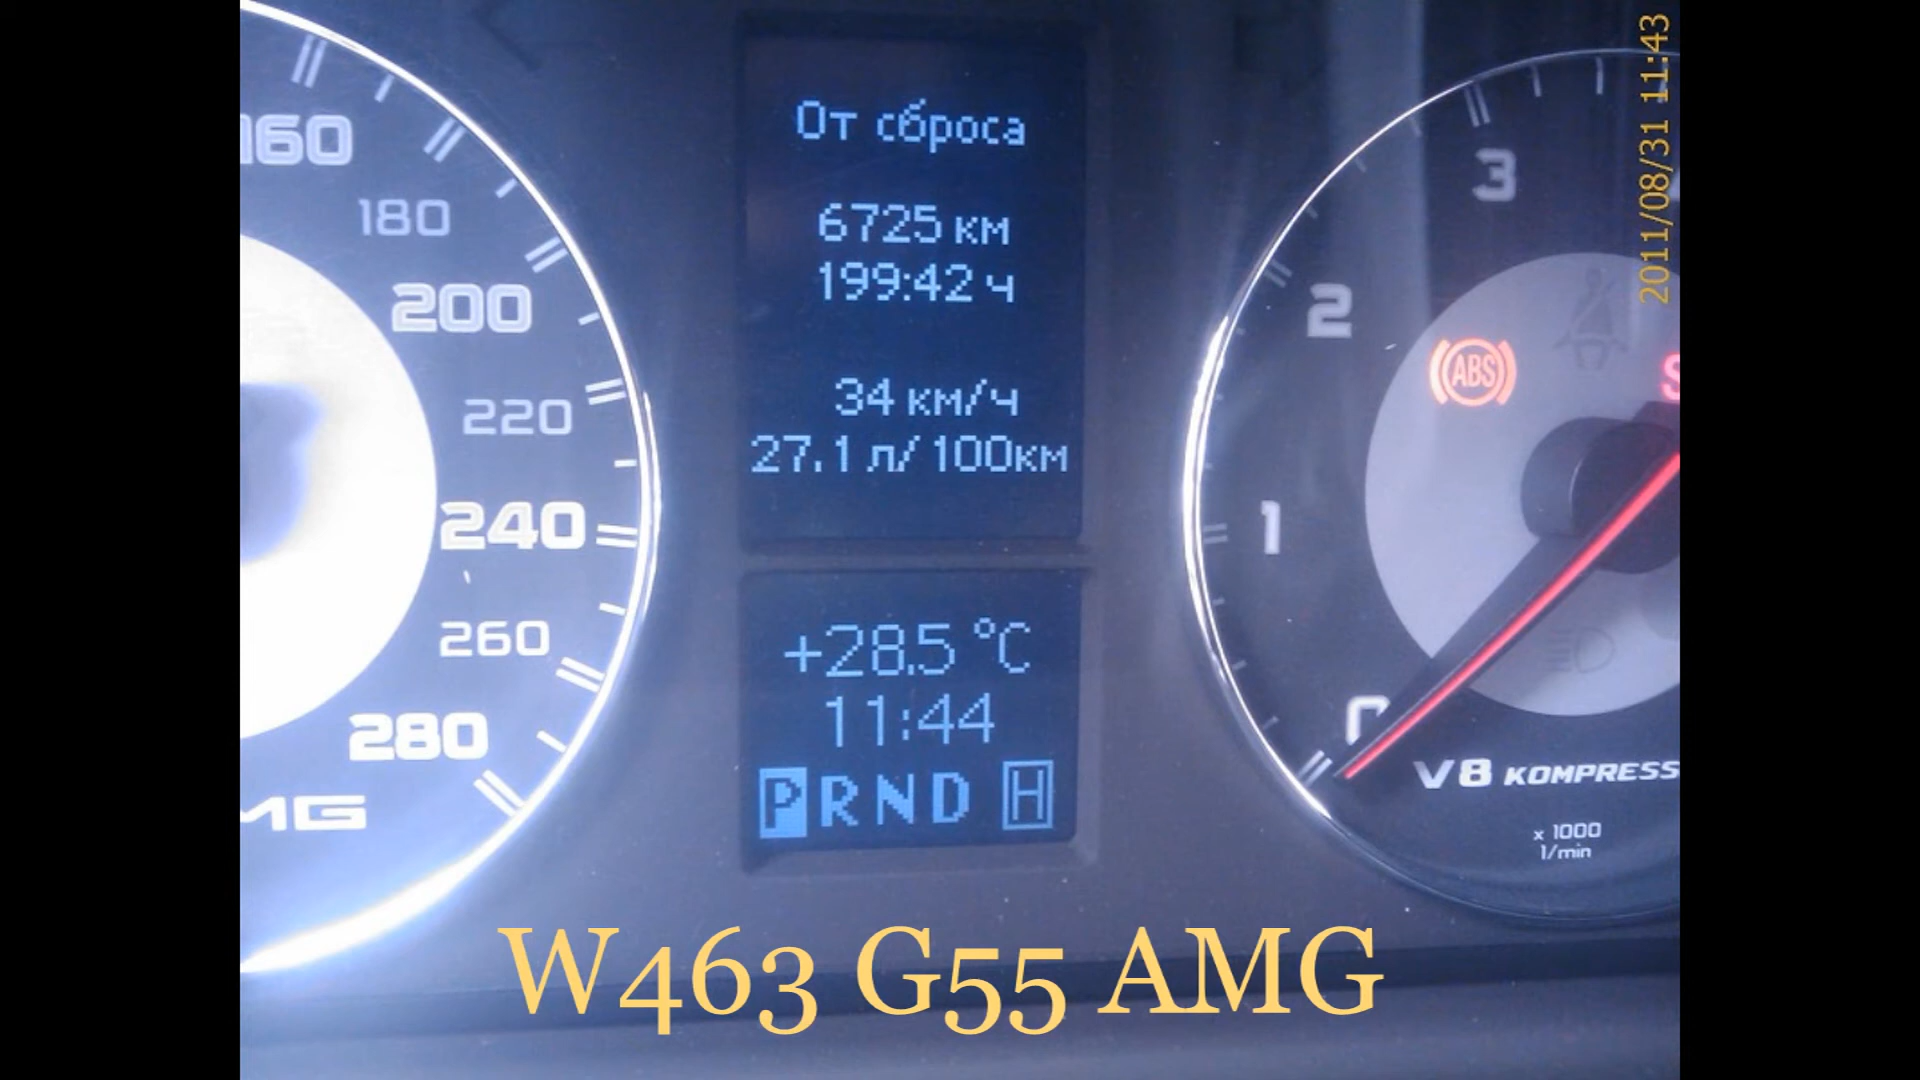 160
180
200
220
240
260
280
От сброса
6725 км
199:42 ч
34 км/ч
27.1 л/100км
+28.5 °C
11:44
P R N D H
3
2
1
ABS
V8
x 1000
1/min
2011/08/31 11:43
W463 G55 AMG